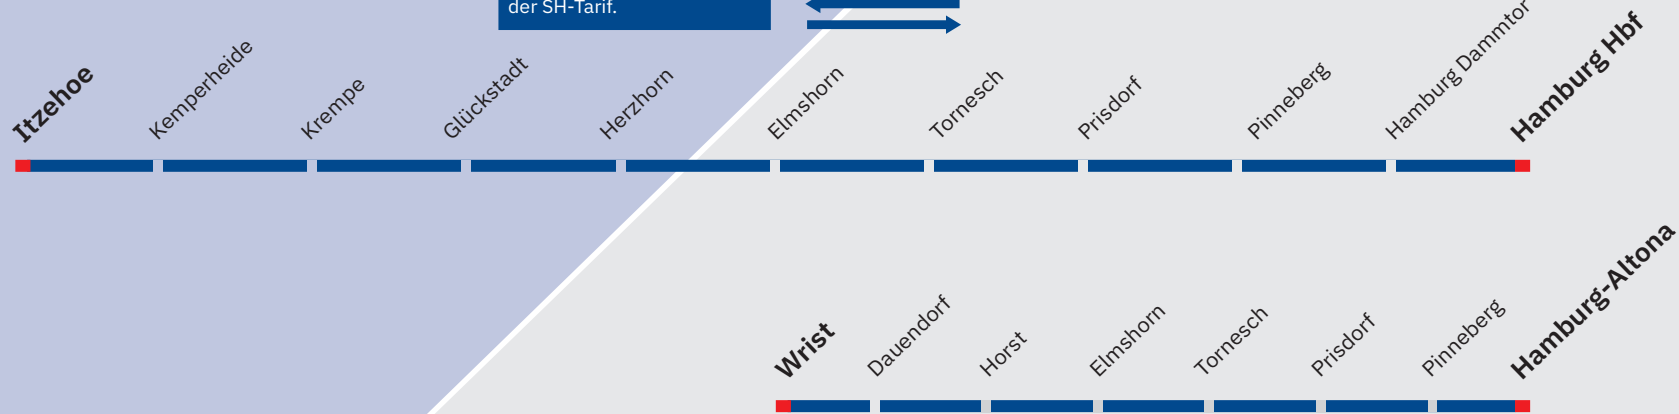 der SH-Tarif.
Itzehoe
Kemperheide
Krempe
Glückstadt
Herzhorn
Elmshorn
Tornesch
Prisdorf
Pinneberg
Hamburg Dammtor
Hamburg Hbf
Wrist
Dauendorf
Horst
Elmshorn
Tornesch
Prisdorf
Pinneberg
Hamburg-Altona